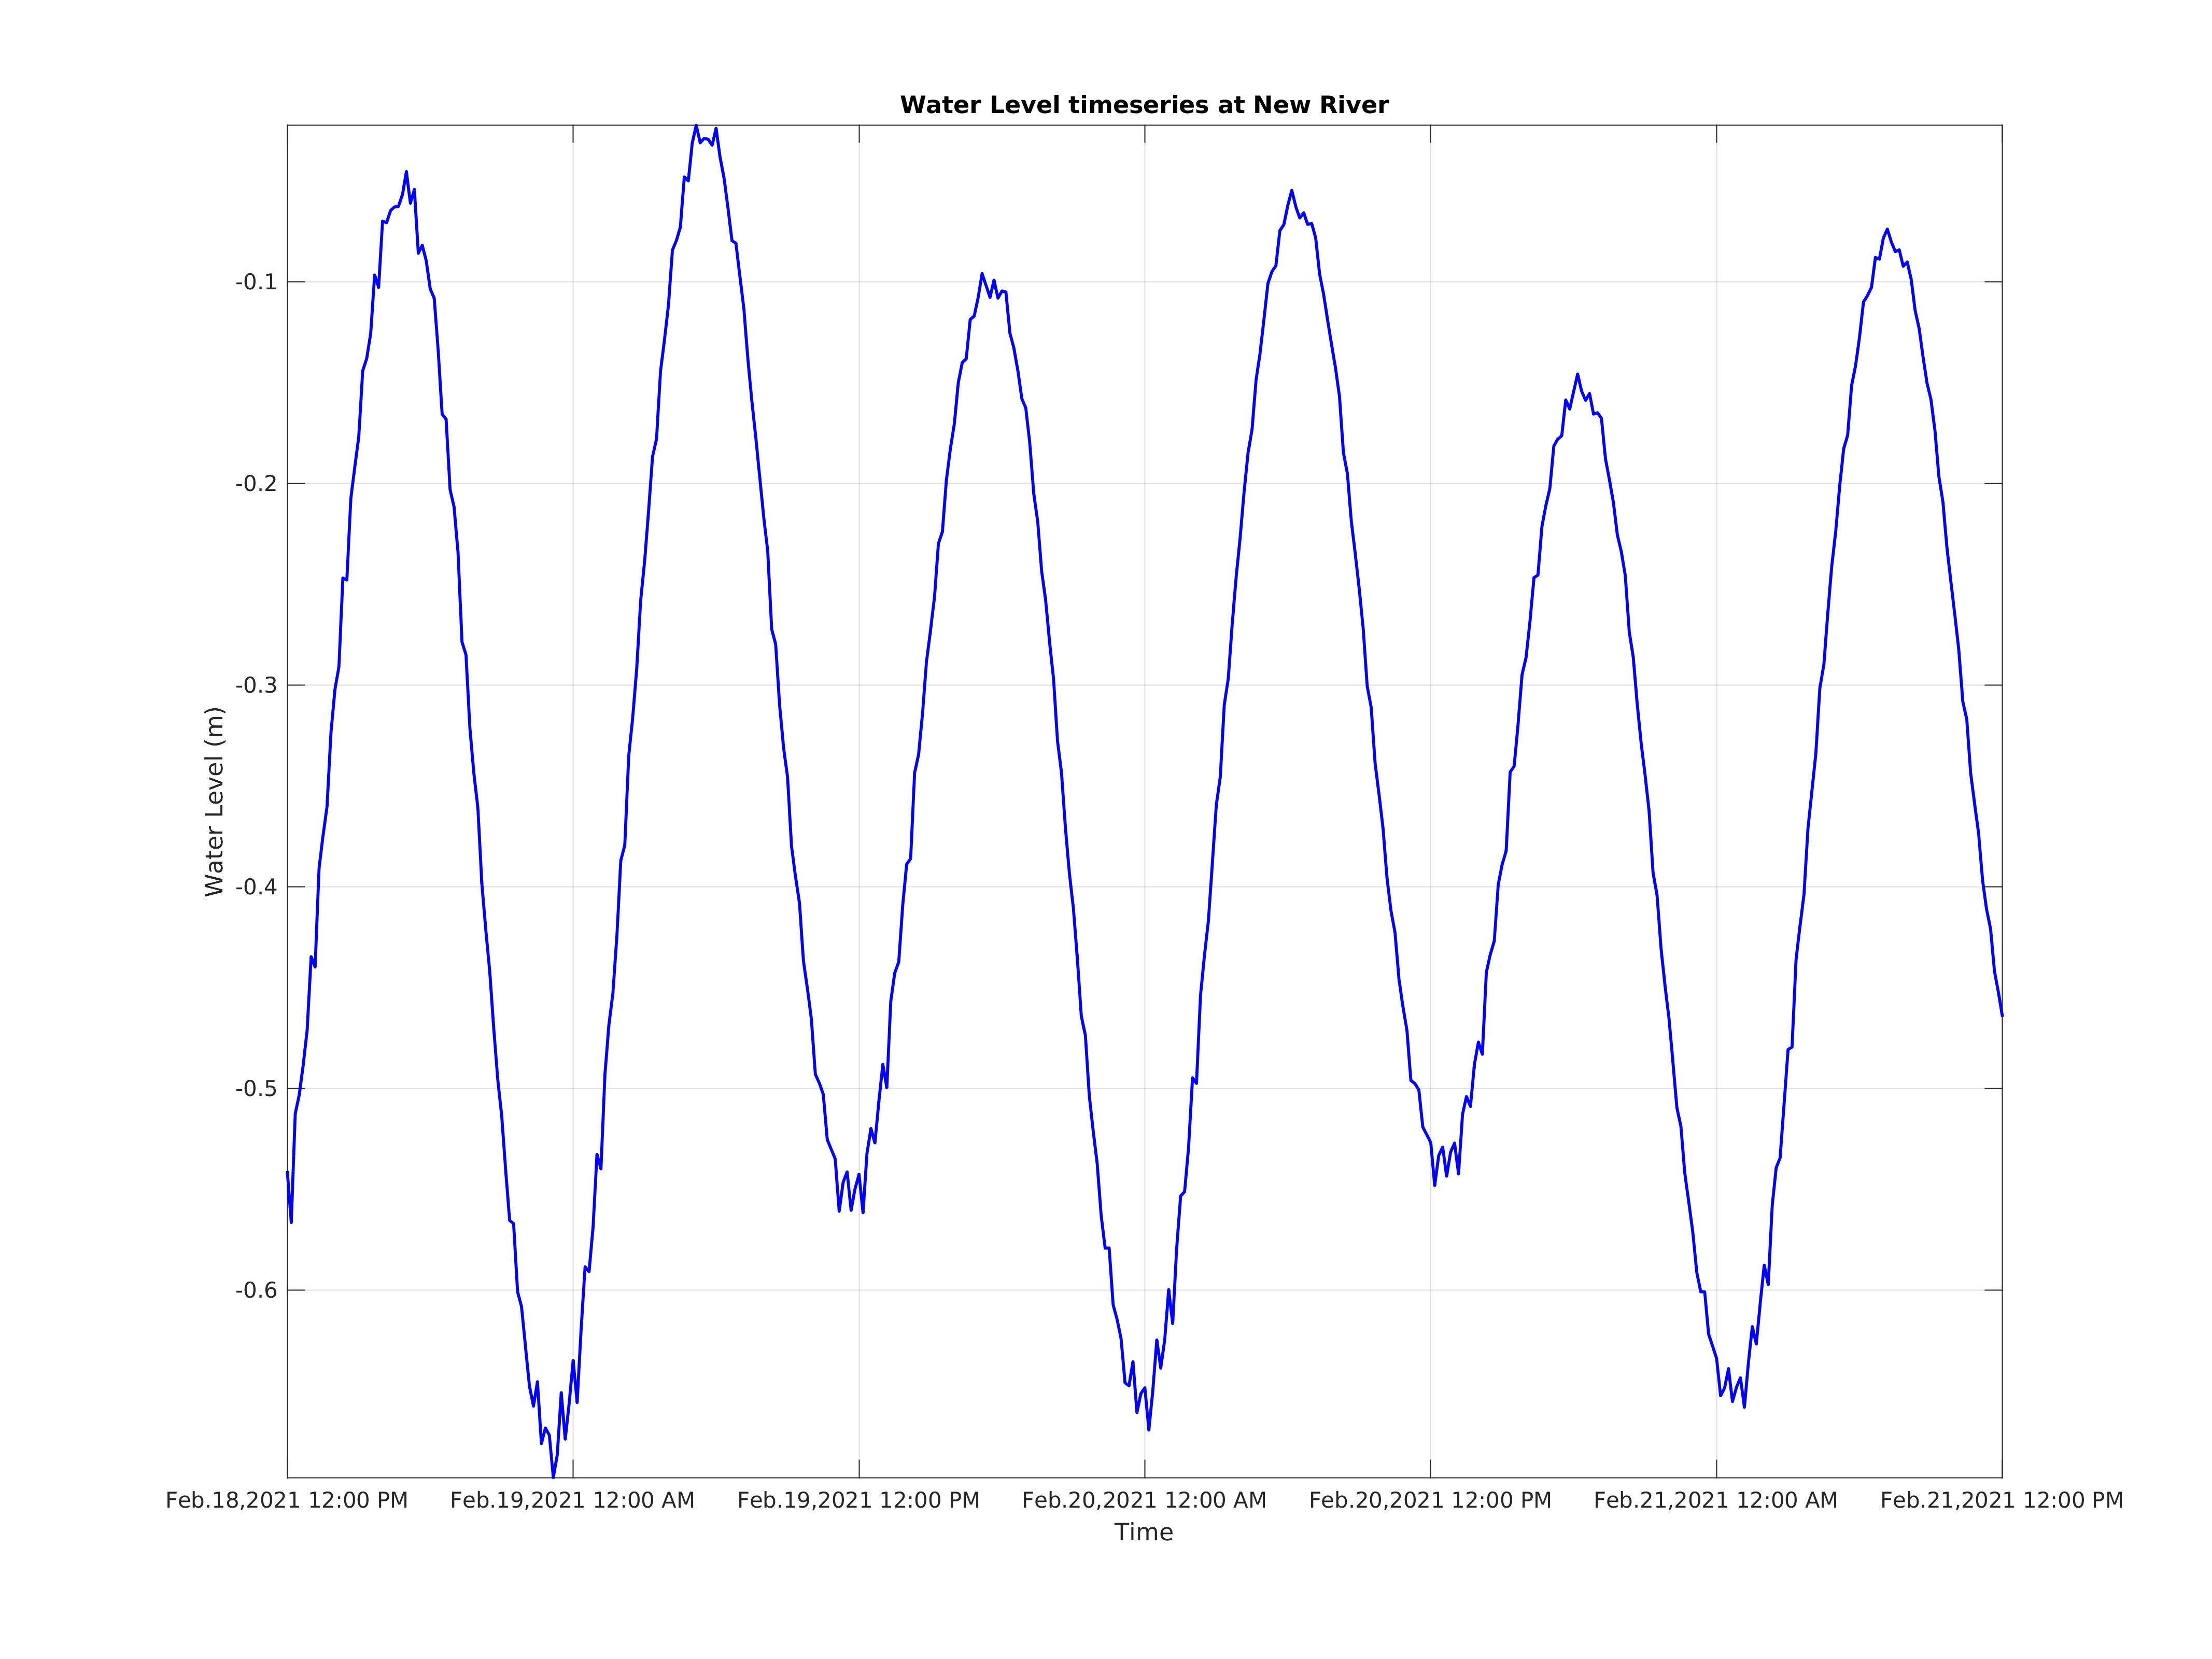 Water Level timeseries at New River
-0.1
-0.2
-0.3
-0.4
-0.5
-0.6
Water Level (m)
Feb.18,2021 12:00 PM
Feb.19,2021 12:00 AM
Feb.19,2021 12:00 PM
Feb.20,2021 12:00 AM
Feb.20,2021 12:00 PM
Feb.21,2021 12:00 AM
Feb.21,2021 12:00 PM
Time